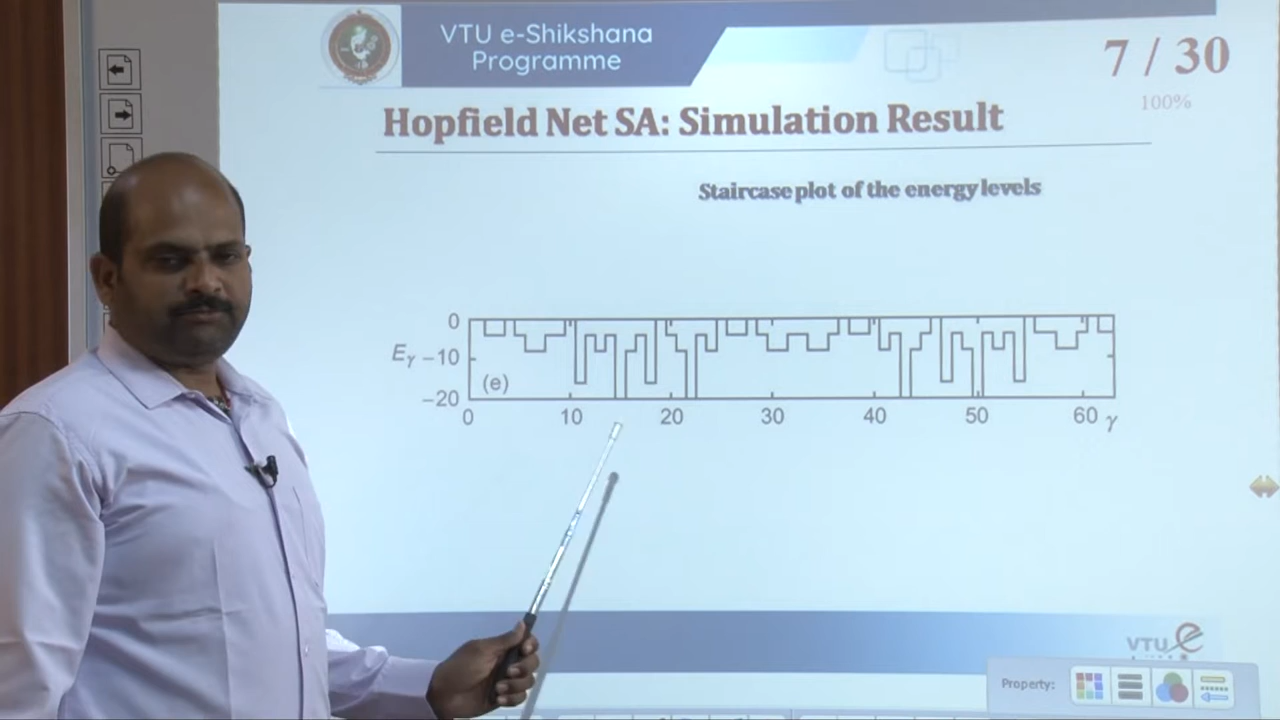 VTU e-Shikshana
Programme
7 / 30
100%
Hopfield Net SA: Simulation Result
Staircase plot of the energy levels
0
Eγ −10
(e)
−20
0 10 20 30 40 50 60 γ
VTU e
Property: